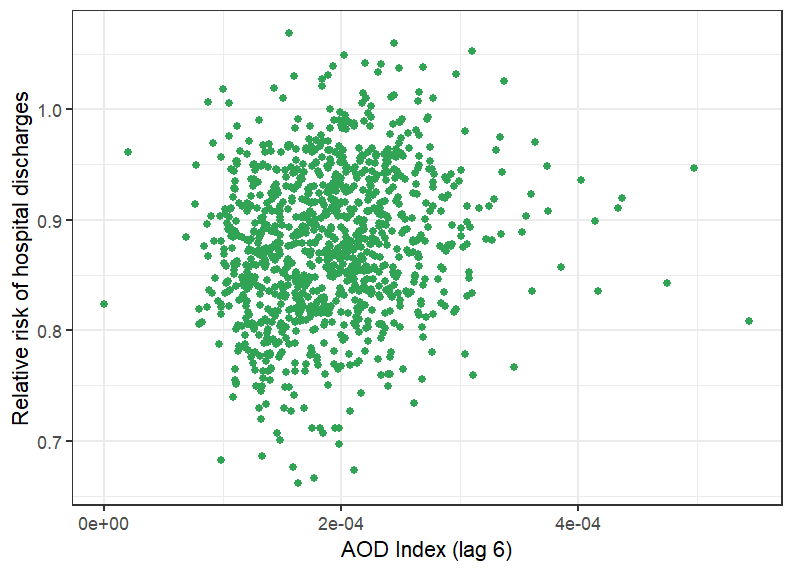 Relative risk of hospital discharges
1.0
0.9
0.8
0.7
0e+00
2e-04
4e-04
AOD Index (lag 6)